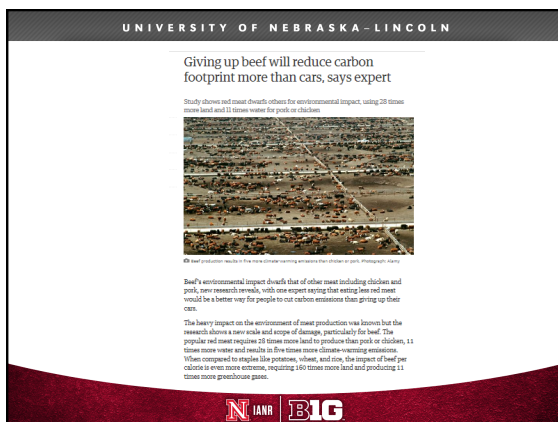 UNIVERSITY OF NEBRASKA–LINCOLN
Giving up beef will reduce carbon
footprint more than cars, says expert
Study shows red meat dwarfs others for environmental impact, using 28 times
more land and 11 times water for pork or chicken
Beef production results in five more climate-warming emissions than chicken or pork. Photograph: Alamy
Beef's environmental impact dwarfs that of other meat including chicken and
pork, new research reveals, with one expert saying that eating less red meat
would be a better way for people to cut carbon emissions than giving up their
cars.
The heavy impact on the environment of meat production was known but the
research shows a new scale and scope of damage, particularly for beef. The
popular red meat requires 28 times more land to produce than pork or chicken, 11
times more water and results in five times more climate-warming emissions.
When compared to staples like potatoes, wheat, and rice, the impact of beef per
calorie is even more extreme, requiring 160 times more land and producing 11
times more greenhouse gases.
N IANR B1G